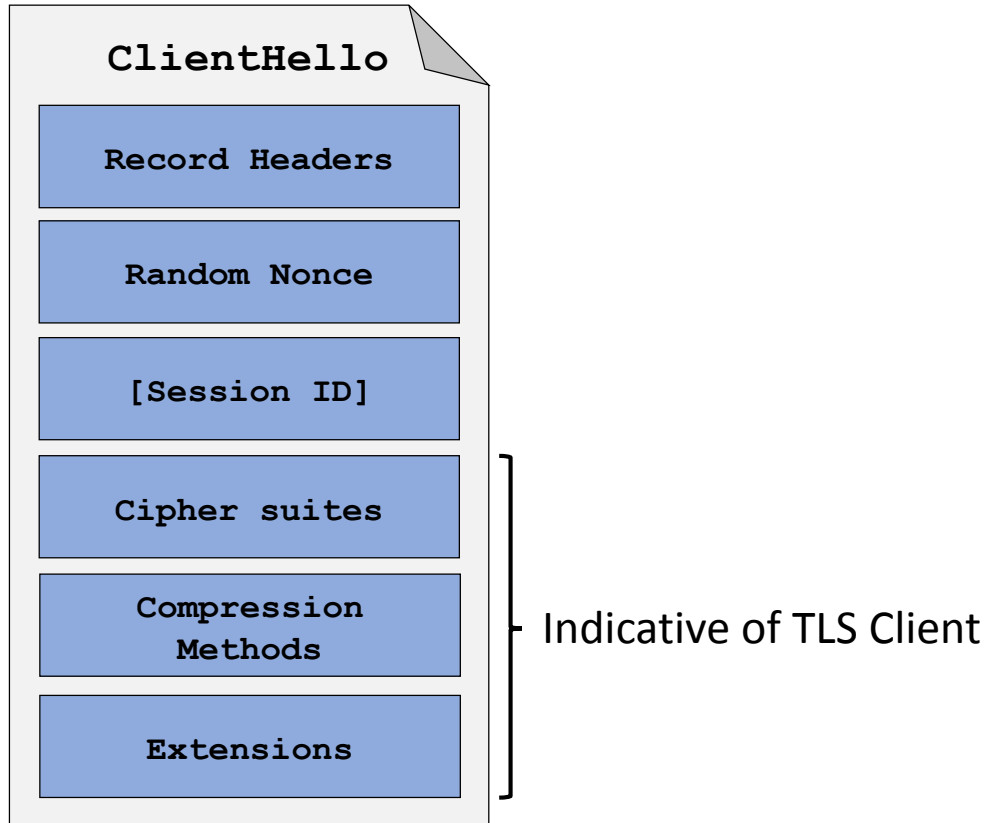 ClientHello
Record Headers
Random Nonce
[Session ID]
Cipher suites
Compression
Methods
Indicative of TLS Client
Extensions